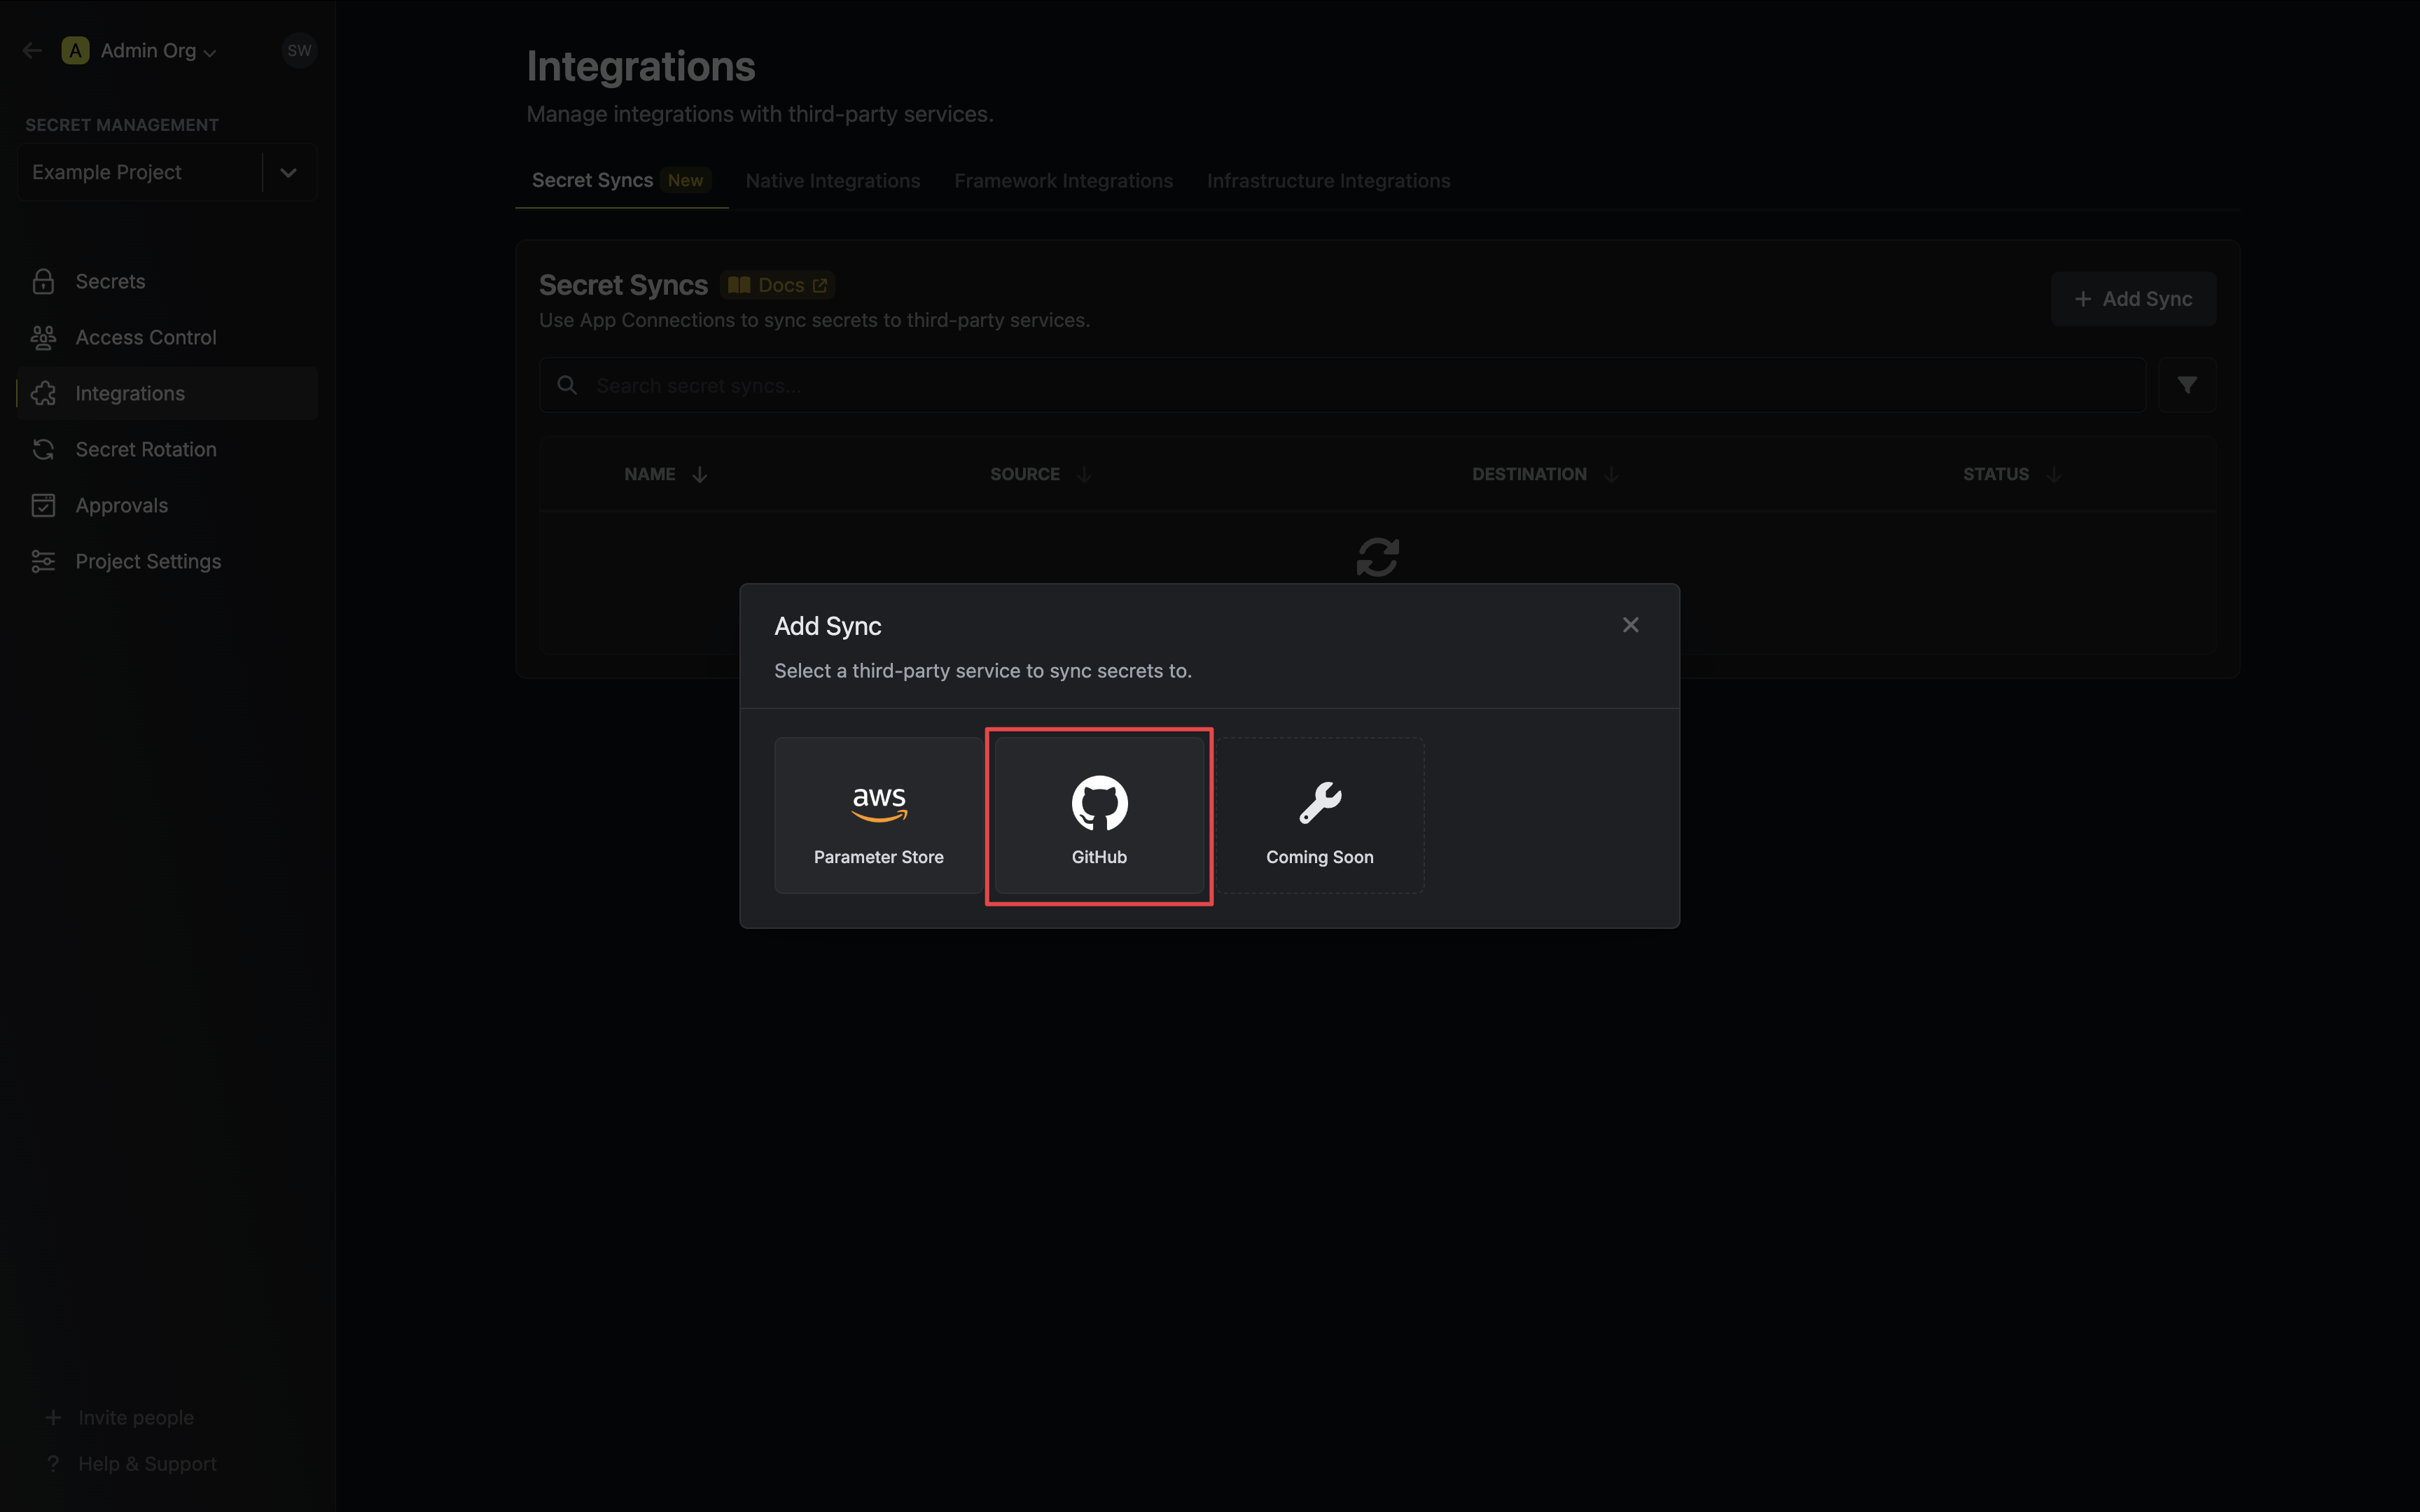 A Admin Org
SW
SECRET MANAGEMENT
Example Project
Secrets
Access Control
Integrations
Secret Rotation
Approvals
Project Settings
Invite people
? Help & Support
Integrations
Manage integrations with third-party services.
Secret Syncs New Native Integrations Framework Integrations Infrastructure Integrations
Secret Syncs Docs
Use App Connections to sync secrets to third-party services.
+ Add Sync
Search secret syncs...
NAME SOURCE DESTINATION STATUS
Add Sync
Select a third-party service to sync secrets to.
aws
Parameter Store
GitHub
Coming Soon